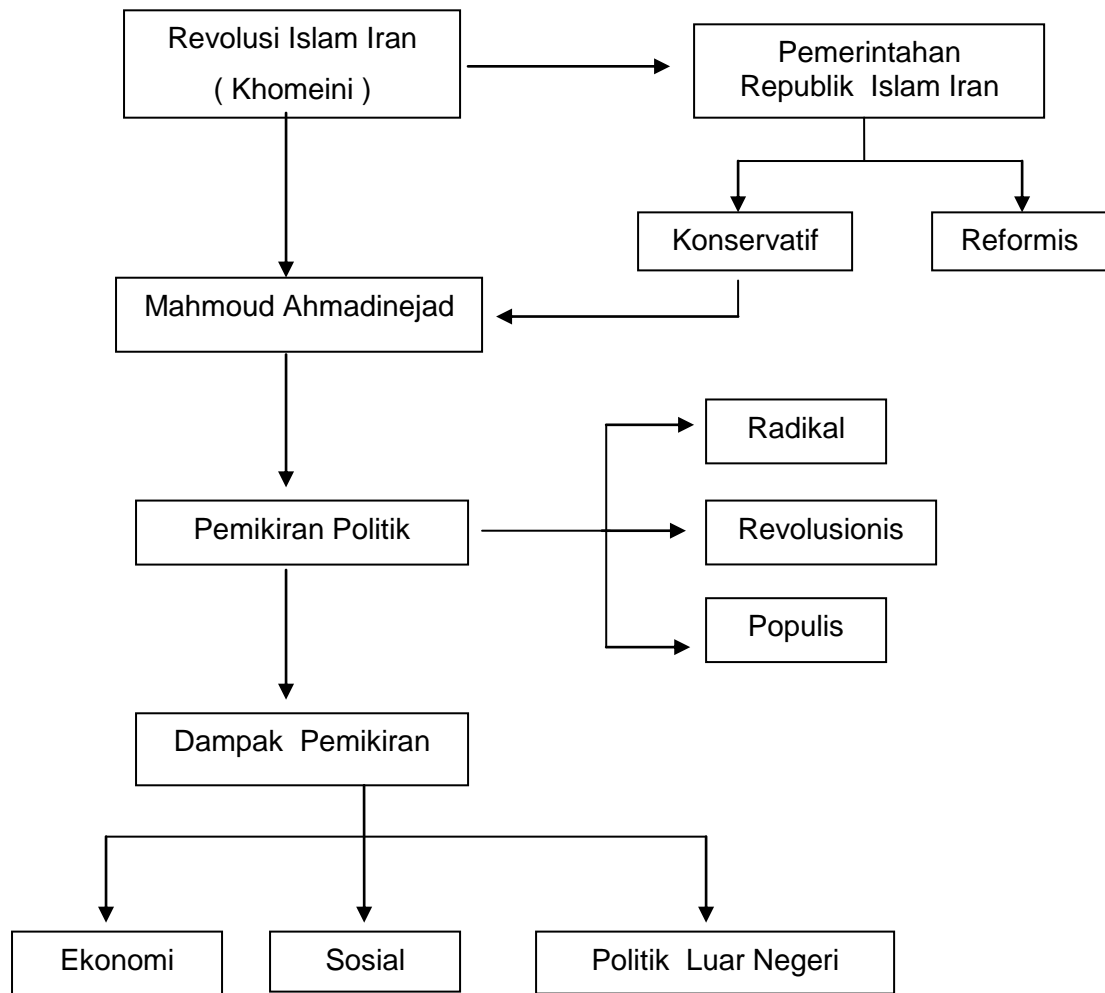 Revolusi Islam Iran
( Khomeini )
Pemerintahan
Republik Islam Iran
Konservatif
Reformis
Mahmoud Ahmadinejad
Radikal
Pemikiran Politik
Revolusionis
Populis
Dampak Pemikiran
Ekonomi
Sosial
Politik Luar Negeri